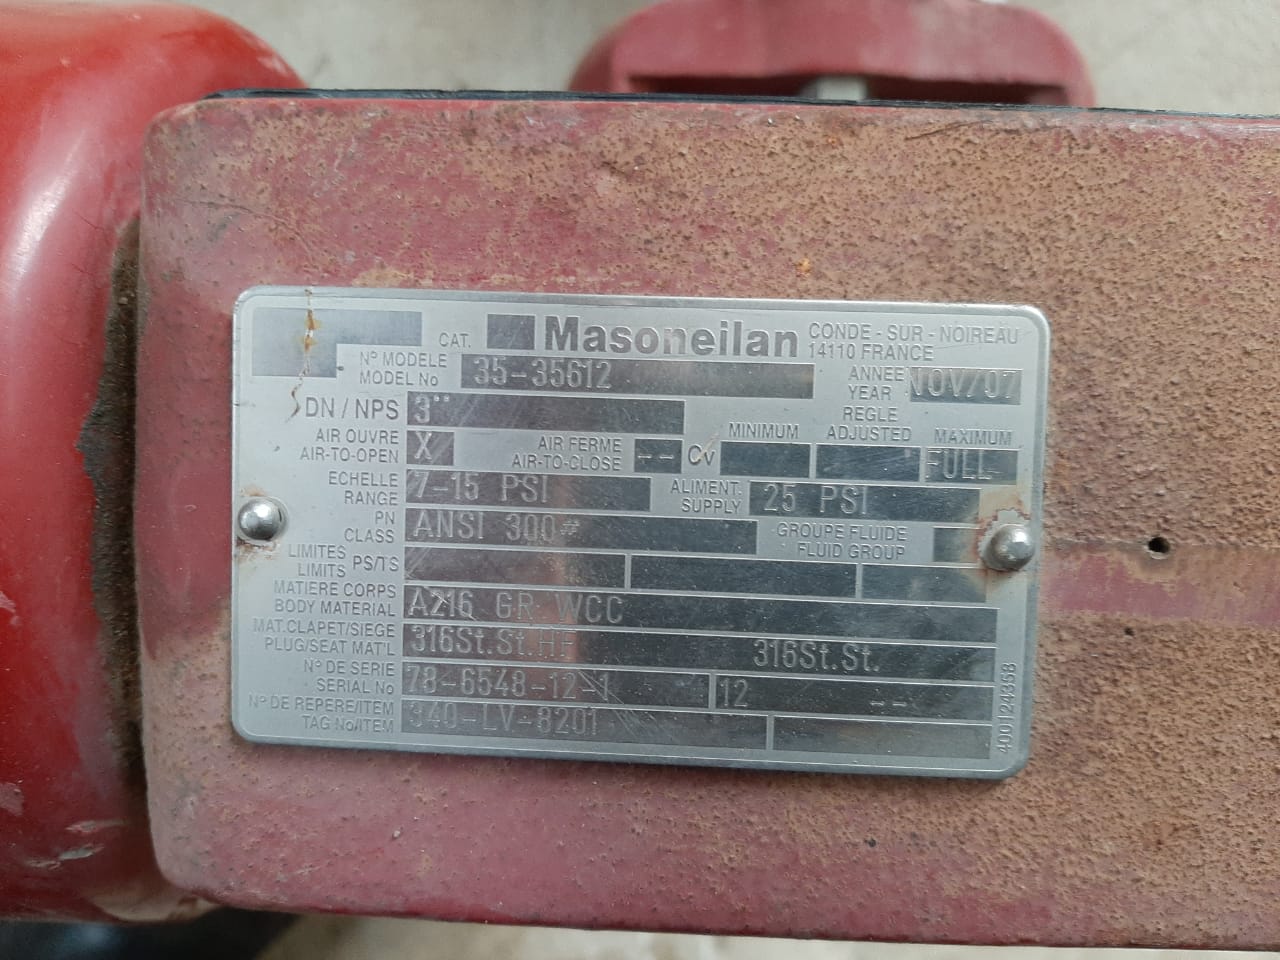 CAT. Masoneilan CONDE - SUR - NOIREAU
14110 FRANCE
N° MODELE
MODEL No 35-35612
ANNEE
YEAR NOV/07
DN / NPS 3"
REGLE
MINIMUM ADJUSTED MAXIMUM
AIR OUVRE
AIR-TO-OPEN X
AIR FERME
AIR-TO-CLOSE -- Cv FULL
ECHELLE
RANGE 7-15 PSI
ALIMENT.
SUPPLY 25 PSI
PN
CLASS ANSI 300#
GROUPE FLUIDE
FLUID GROUP
LIMITES
LIMITS PS/TS
MATIERE CORPS
BODY MATERIAL A216 GR. WCC
MAT.CLAPET/SIEGE
PLUG/SEAT MAT'L 316St.St.HF 316St.St.
N° DE SERIE
SERIAL No 78-6548-12-1 12 --
N° DE REPERE/ITEM
TAG No/ITEM 340-LV-8201
400124368